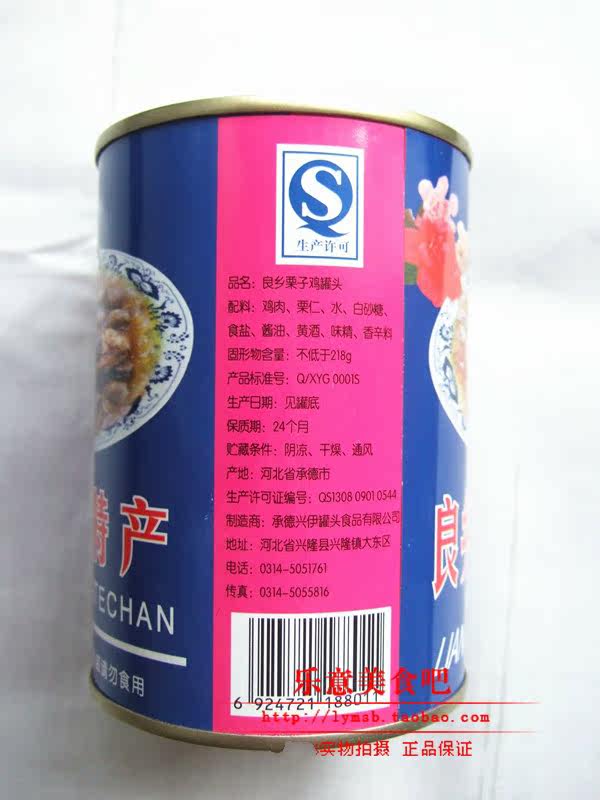 生产许可
品名：良乡栗子鸡罐头
配料：鸡肉、栗仁、水、白砂糖、
食盐、酱油、黄酒、味精、香辛料
固形物含量：不低于218g
产品标准号：Q/XYG 0001S
生产日期：见罐底
保质期：24个月
贮藏条件：阴凉、干燥、通风
产地：河北省承德市
生产许可证编号：QS1308 0901 0544
制造商：承德兴伊罐头食品有限公司
地址：河北省兴隆县兴隆镇大东区
电话：0314-5051761
传真：0314-5055816
6 924721 188011
特产
TECHAN
请勿食用
良
LIAN
乐意美食吧
http://lymsb.taobao.com
实物拍摄 正品保证